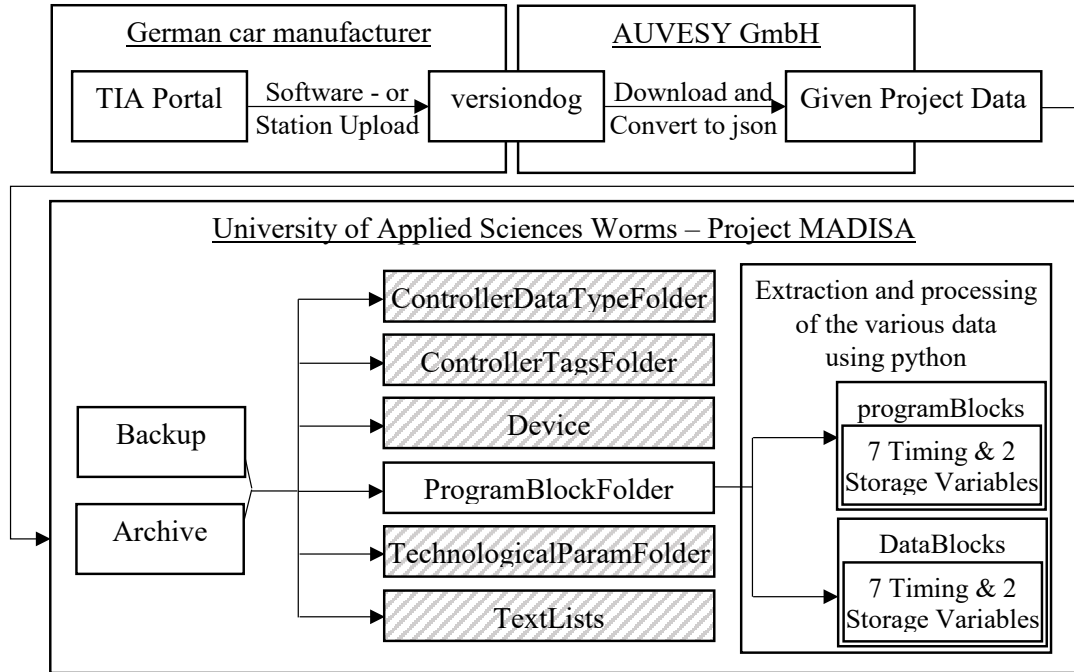 German car manufacturer
AUVESY GmbH
TIA Portal
Software - or
Station Upload
versiondog
Download and
Convert to json
Given Project Data
University of Applied Sciences Worms – Project MADISA
Backup
Archive
ControllerDataTypeFolder
ControllerTagsFolder
Device
ProgramBlockFolder
TechnologicalParamFolder
TextLists
Extraction and processing
of the various data
using python
programBlocks
7 Timing & 2
Storage Variables
DataBlocks
7 Timing & 2
Storage Variables